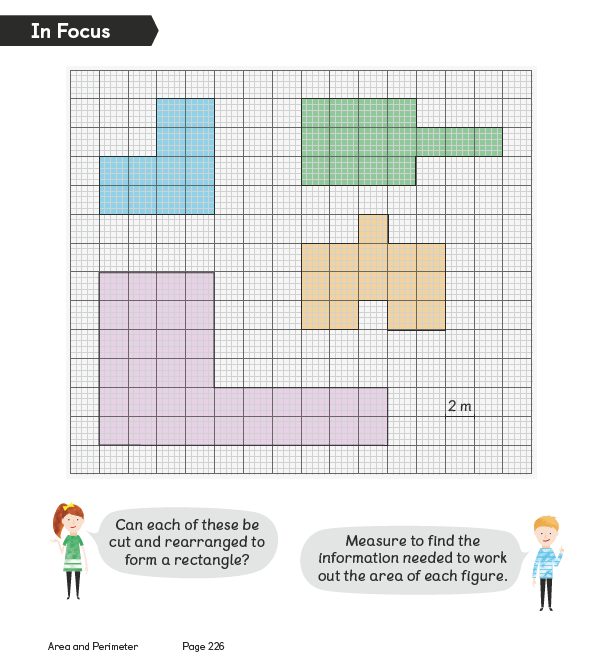 In Focus
2 m
Can each of these be
cut and rearranged to
form a rectangle?
Measure to find the
information needed to work
out the area of each figure.
Area and Perimeter Page 226